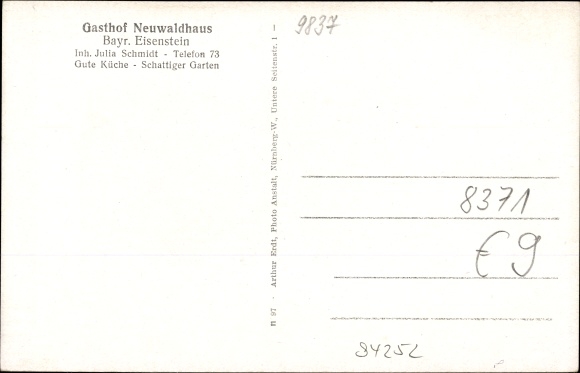 Gasthof Neuwaldhaus
Bayr. Eisenstein
Inh. Julia Schmidt - Telefon 73
Gute Küche - Schattiger Garten
n 97 · Arthur Erdt, Photo Anstalt, Nürnberg-W., Untere Seitenstr. 1 -
9837
8371
€ 9
94252